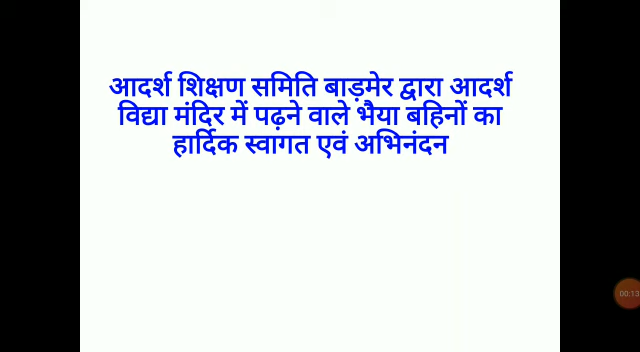 आदर्श शिक्षण समिति बाड़मेर द्वारा आदर्श
विद्या मंदिर में पढ़ने वाले भैया बहिनों का
हार्दिक स्वागत एवं अभिनंदन
00:13